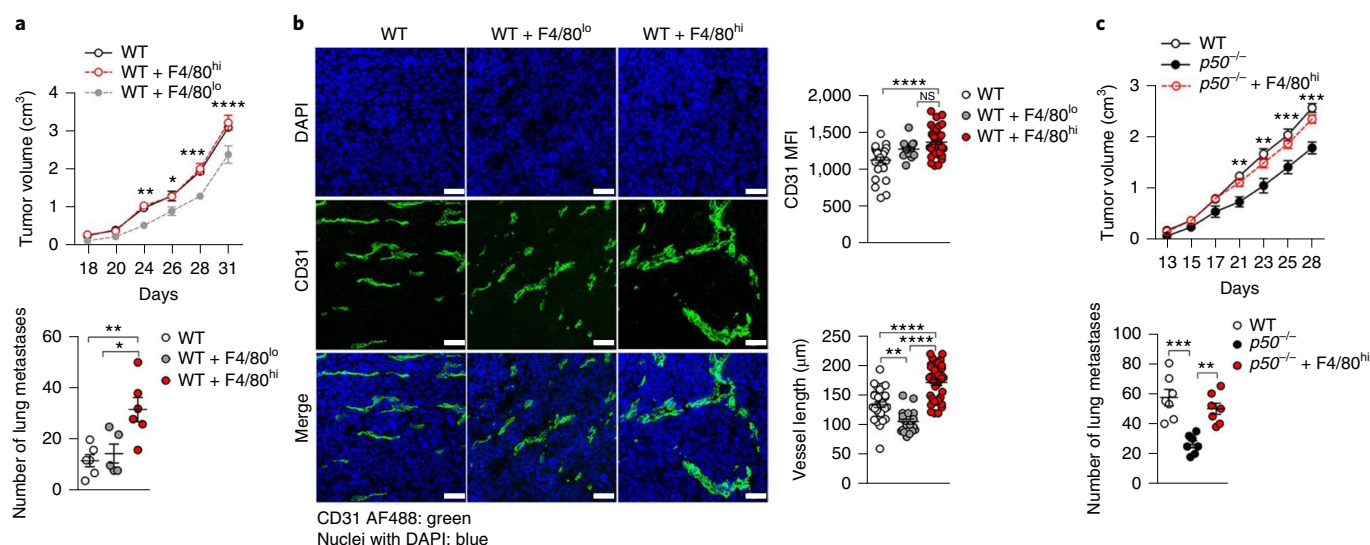 a
WT
WT + F4/80hi
WT + F4/80lo
Tumor volume (cm3)
4
3
2
1
0
** * *** ****
18 20 24 26 28 31
Days
Number of lung metastases
60
40
20
0
**
*
WT
WT + F4/80lo
WT + F4/80hi
b
WT WT + F4/80lo WT + F4/80hi
DAPI
CD31
Merge
CD31 AF488: green
Nuclei with DAPI: blue
CD31 MFI
2,000
1,500
1,000
500
0
****
NS
WT
WT + F4/80lo
WT + F4/80hi
Vessel length (μm)
250
200
150
100
50
0
****
****
**
c
WT
p50–/–
p50–/– + F4/80hi
Tumor volume (cm3)
3
2
1
0
** ** *** ***
13 15 17 21 23 25 28
Days
Number of lung metastases
100
80
60
40
20
0
***
**
WT
p50–/–
p50–/– + F4/80hi